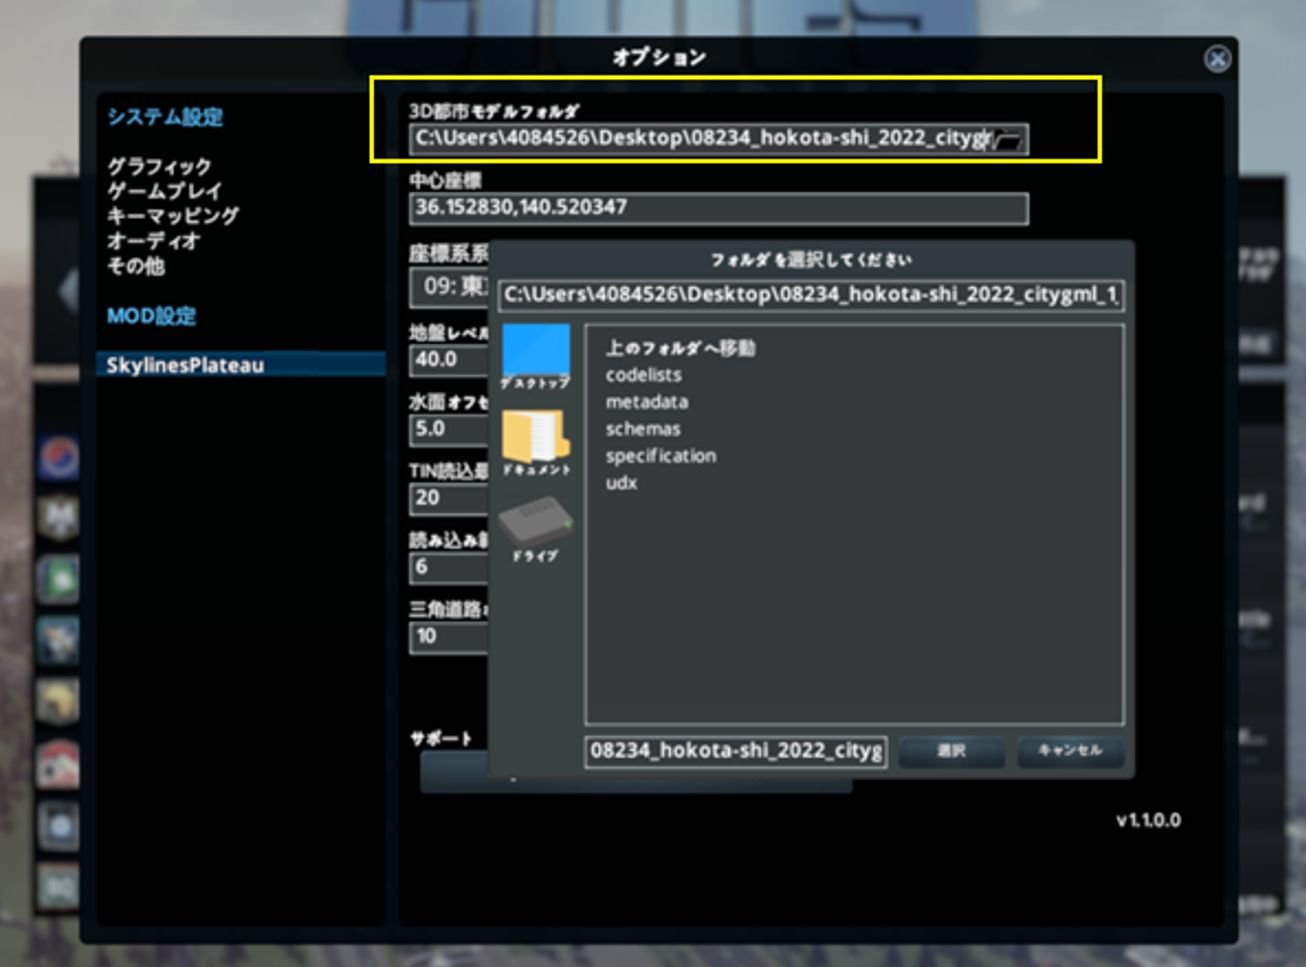 オプション
システム設定
グラフィック
ゲームプレイ
キーマッピング
オーディオ
その他
MOD設定
SkylinesPlateau
3D都市モデルフォルダ
C:\Users\4084526\Desktop\08234_hokota-shi_2022_cityg
中心座標
36.152830,140.520347
座標系系
09: 東
地盤レベル
40.0
水面オフセ
5.0
TIN読込最
20
読み込み
6
三角道路
10
サポート
v1.1.0.0
フォルダを選択してください
C:\Users\4084526\Desktop\08234_hokota-shi_2022_citygml_1_
デスクトップ
ドキュメント
ドライブ
上のフォルダへ移動
codelists
metadata
schemas
specification
udx
08234_hokota-shi_2022_cityg
選択
キャンセル